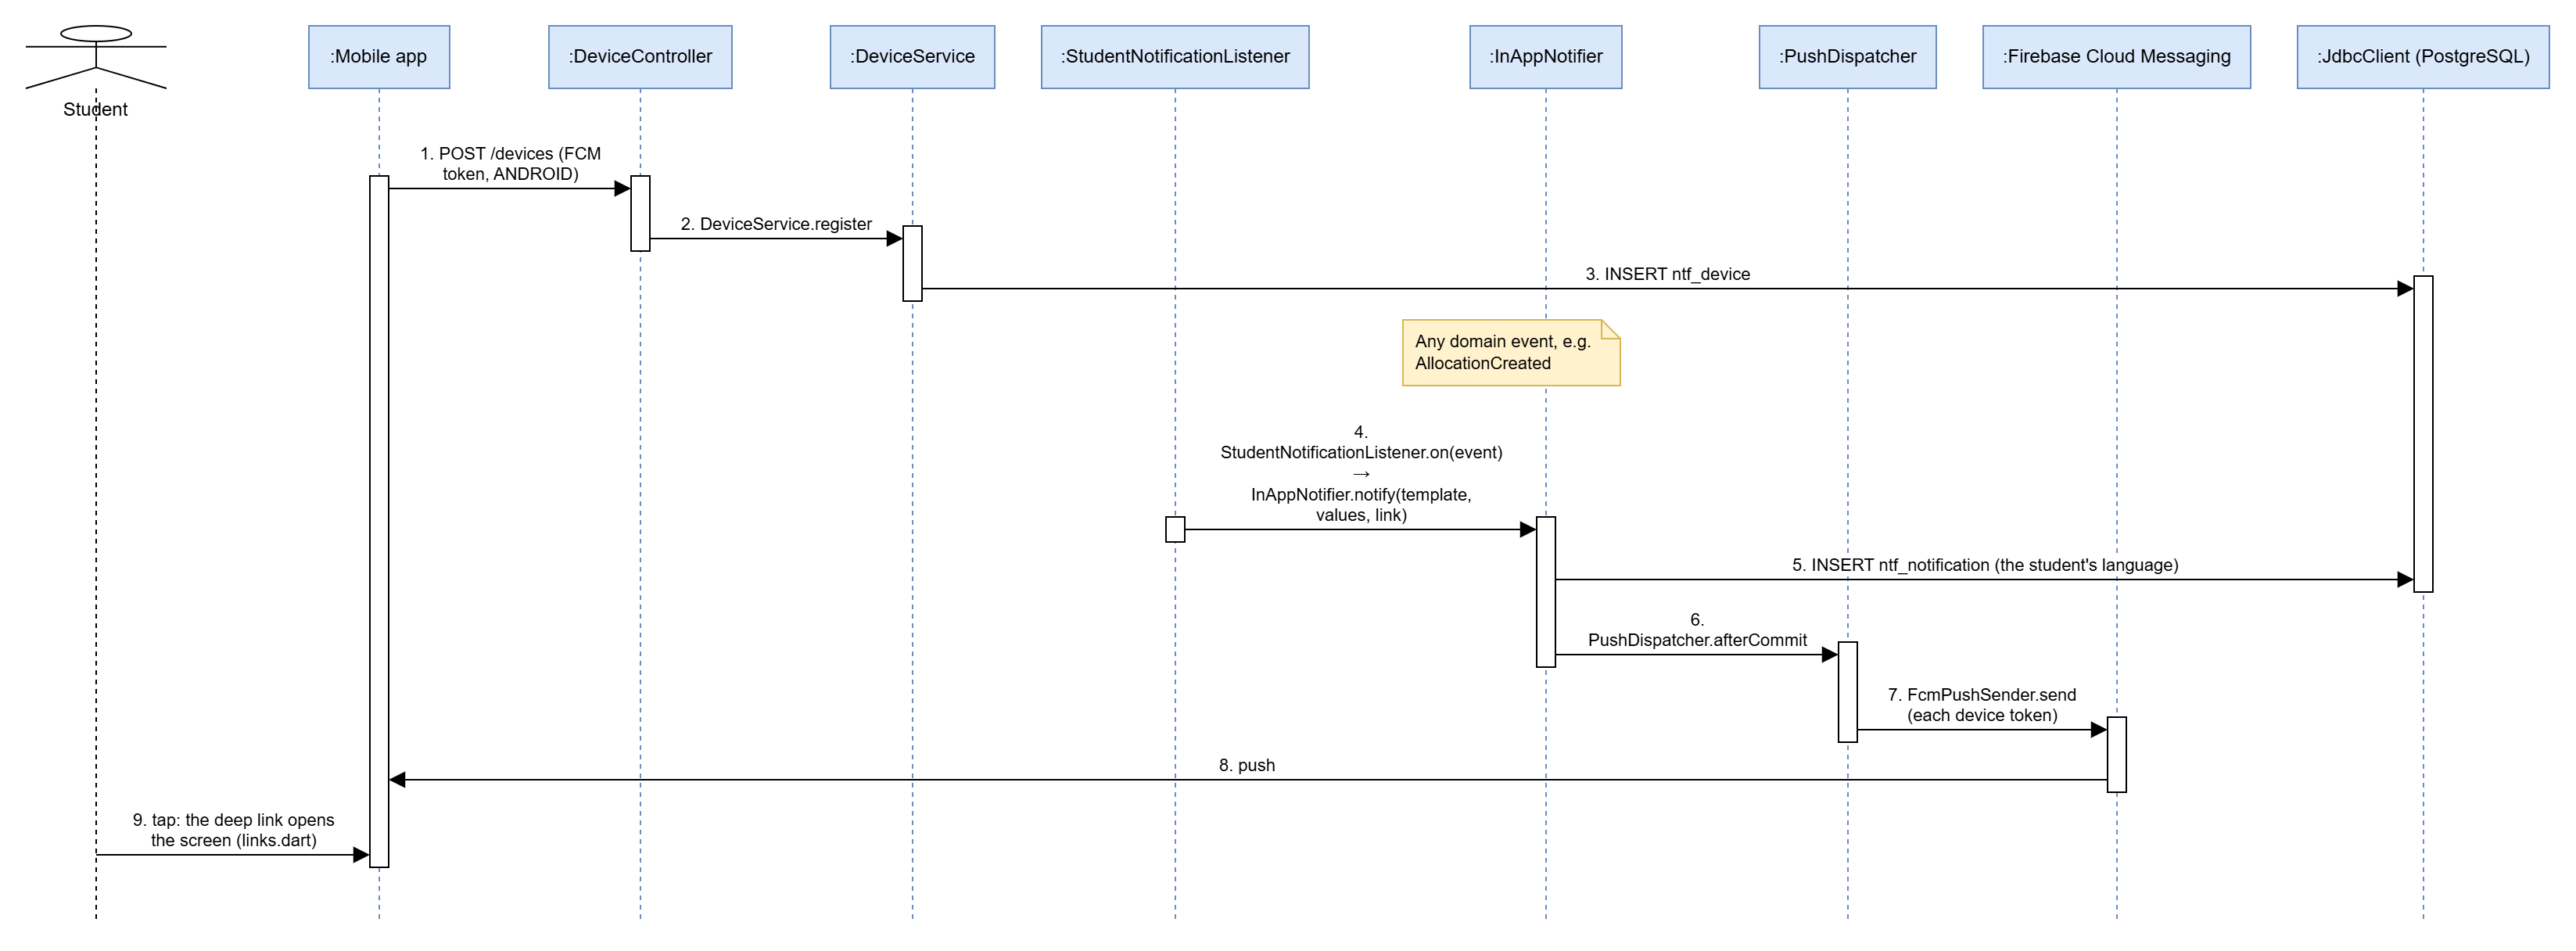 :Mobile app
:DeviceController
:DeviceService
:StudentNotificationListener
:InAppNotifier
:PushDispatcher
:Firebase Cloud Messaging
:JdbcClient (PostgreSQL)
Student
1. POST /devices (FCM
token, ANDROID)
2. DeviceService.register
3. INSERT ntf_device
Any domain event, e.g.
AllocationCreated
4.
StudentNotificationListener.on(event)
→
InAppNotifier.notify(template,
values, link)
5. INSERT ntf_notification (the student's language)
6.
PushDispatcher.afterCommit
7. FcmPushSender.send
(each device token)
8. push
9. tap: the deep link opens
the screen (links.dart)